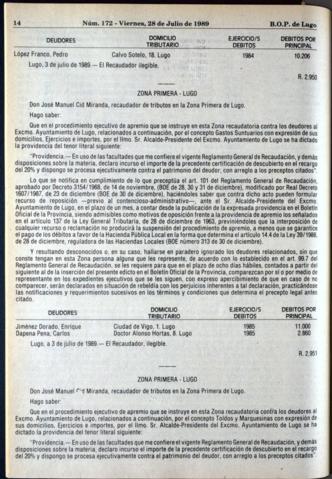 14 Núm. 172 - Viernes, 28 de Julio de 1989 B.O.P. de Lugo
DEUDORES DOMICILIO TRIBUTARIO EJERCICIO/S DEBITOS DEBITOS POR PRINCIPAL
López Franco, Pedro Calvo Sotelo, 18. Lugo 1984 10.206
Lugo, 3 de julio de 1989.— El Recaudador ilegible.
R. 2.950
ZONA PRIMERA - LUGO
Don José Manuel Cid Miranda, recaudador de tributos en la Zona Primera de Lugo.
Hago saber:
Que en el procedimiento ejecutivo de apremio que se instruye en esta Zona recaudatoria contra los deudores al
Excmo. Ayuntamiento de Lugo, relacionados a continuación, por el concepto Gastos Suntuarios con expresión de sus
domicilios, Ejercicios e importes, por el Ilmo. Sr. Alcalde-Presidente del Excmo. Ayuntamiento de Lugo se ha dictado
la providencia del tenor literal siguiente:
"Providencia.— En uso de las facultades que me confiere el vigente Reglamento General de Recaudación, y demás
disposiciones sobre la materia, declaro incurso el importe de la precedente certificación de descubierto en el recargo
del 20% y dispongo se procesa ejecutivamente contra el patrimonio del deudor, con arreglo a los preceptos citados".
Lo que se notifica en cumplimiento de lo que preceptúa el art. 101 del Reglamento General de Recaudación,
aprobado por Decreto 3154/1968, de 14 de noviembre, (BOE de 28, 30 y 31 de diciembre), modificado por Real Decreto
1697/1987, de 23 de diciembre (BOE de 30 de diciembre), haciéndoles saber que contra dicho acto pueden formular
recurso de reposición —previo al contencioso-administrativo—, ante el Sr. Alcalde-Presidente del Excmo.
Ayuntamiento de Lugo, en el plazo de un mes, a contar desde la publicación de la expresada providencia en el Boletín
Oficial de la Provincia, siendo admisibles como motivos de oposición frente a la providencia de apremio los señalados
en el artículo 137 de la Ley General Tributaria, de 28 de diciembre de 1963, previniéndoles que la interposición de
cualquier recurso o reclamación no producirá la suspensión del procedimiento de apremio, a menos que se garantice
el pago de los débitos a favor de la Hacienda Pública en la forma que determina el artículo 14.4 de la Ley 39/1988,
de 28 de diciembre, reguladora de las Haciendas Locales (BOE número 313 de 30 de diciembre).
Y resultando desconocidos o, en su caso, hallarse en paradero ignorado los deudores relacionados, sin que
conste tengan en esta Zona persona alguna que les represente, de acuerdo con lo establecido en el art. 99.7 del
Reglamento General de Recaudación, se les requiere para que en el plazo de ocho días hábiles, contados a partir del
siguiente al de la inserción del presente edicto en el Boletín Oficial de la Provincia, comparezcan por sí o por medio de
representante en los expedientes ejecutivos que se les siguen, con expreso apercibimiento de que en caso de no
comparecer, serán declarados en situación de rebeldía con los perjuicios inherentes a tal declaración, practicándose
las notificaciones y requerimientos sucesivos en los términos y condiciones que determina el precepto legal antes
citado.
DEUDORES DOMICILIO TRIBUTARIO EJERCICIO/S DEBITOS DEBITOS POR PRINCIPAL
Jiménez Dorado, Enrique Ciudad de Vigo, 1. Lugo 1985 11.000
Dapena Pena, Carlos Doctor Alonso Hortas, 8. Lugo 1985 2.860
Lugo, a 3 de julio de 1989.— El Recaudador, ilegible.
R. 2.951
ZONA PRIMERA - LUGO
Don José Manuel Cid Miranda, recaudador de tributos en la Zona Primera de Lugo.
Hago saber:
Que en el procedimiento ejecutivo de apremio que se instruye en esta Zona recaudatoria contra los deudores al
Excmo. Ayuntamiento de Lugo, relacionados a continuación, por el concepto de Toldos y Marquesinas con expresión de
sus domicilios, Ejercicios e importes, por el Ilmo. Sr. Alcalde-Presidente del Excmo. Ayuntamiento de Lugo se ha
dictado la providencia del tenor literal siguiente:
"Providencia.— En uso de las facultades que me confiere el vigente Reglamento General de Recaudación, y demás
disposiciones sobre la materia, declaro incurso el importe de la precedente certificación de descubierto en el recargo
del 20% y dispongo se procesa ejecutivamente contra el patrimonio del deudor, con arreglo a los preceptos citados"